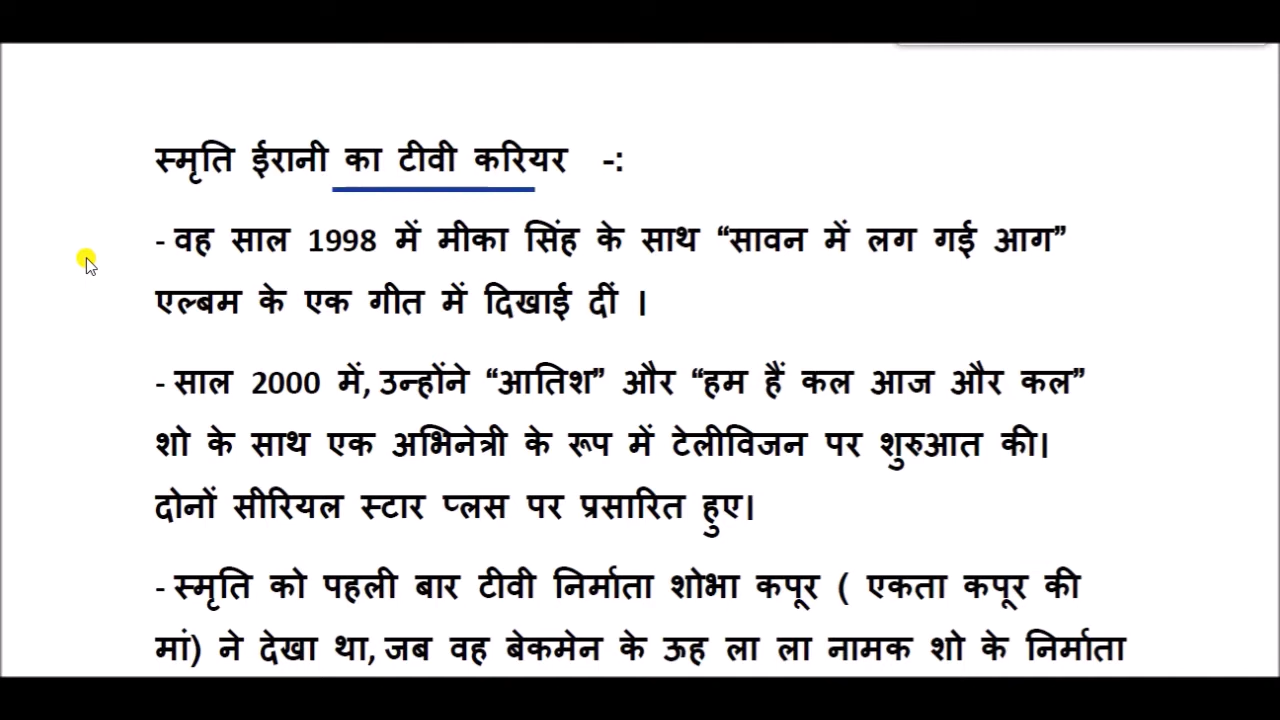 स्मृति ईरानी का टीवी करियर -:
- वह साल 1998 में मीका सिंह के साथ “सावन में लग गई आग”
एल्बम के एक गीत में दिखाई दीं ।
- साल 2000 में, उन्होंने “आतिश” और “हम हैं कल आज और कल”
शो के साथ एक अभिनेत्री के रूप में टेलीविजन पर शुरुआत की।
दोनों सीरियल स्टार प्लस पर प्रसारित हुए।
- स्मृति को पहली बार टीवी निर्माता शोभा कपूर ( एकता कपूर की
मां) ने देखा था, जब वह बेकमेन के ऊह ला ला नामक शो के निर्माता